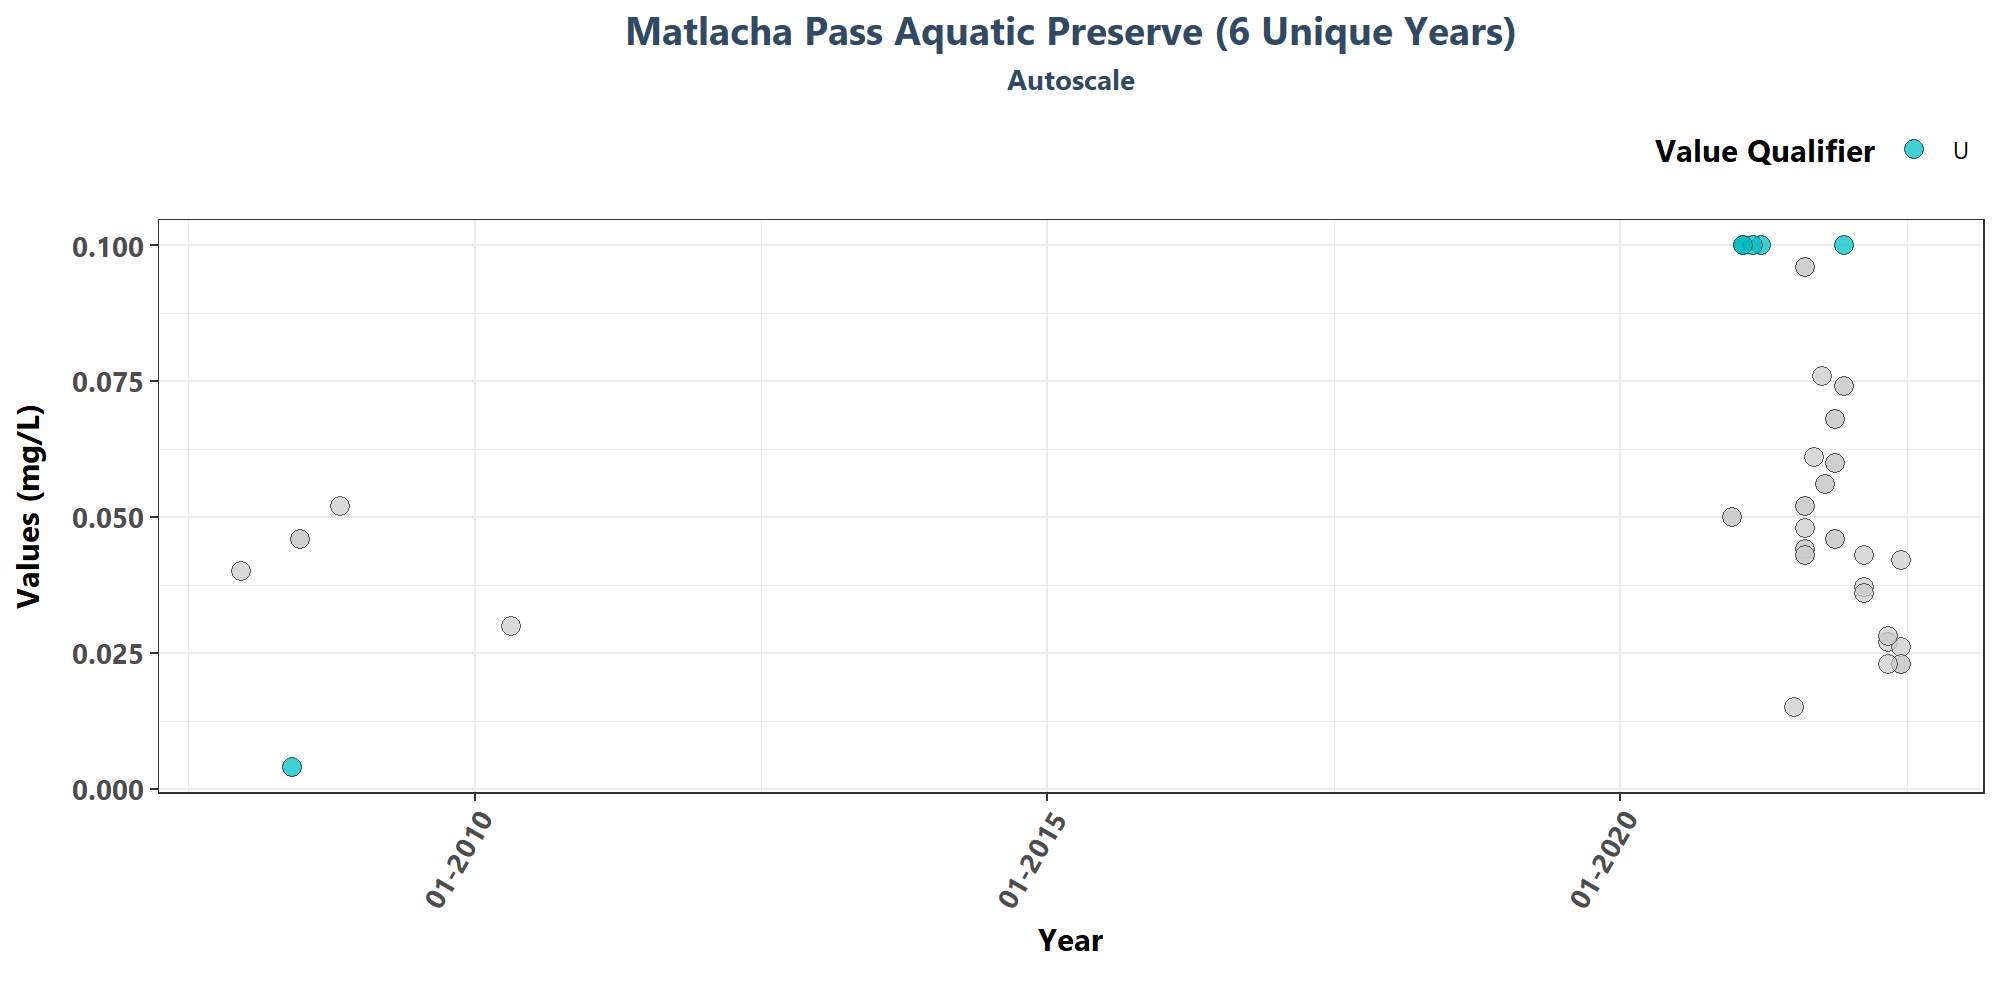 Matlacha Pass Aquatic Preserve (6 Unique Years)
Autoscale
Value Qualifier U
0.100
0.075
0.050
0.025
0.000
Values (mg/L)
01-2010
01-2015
01-2020
Year